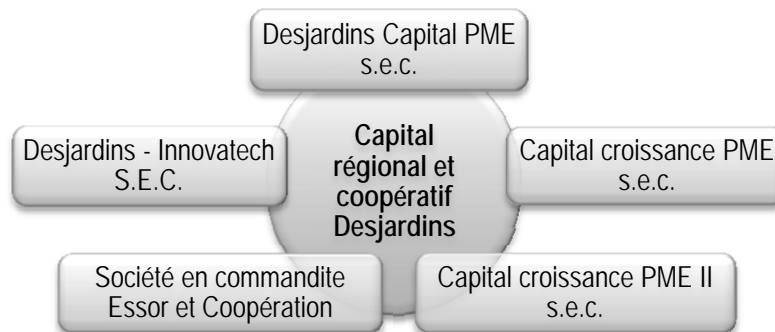 Desjardins Capital PME
s.e.c.
Desjardins - Innovatech
S.E.C.
Capital
régional et
coopératif
Desjardins
Capital croissance PME
s.e.c.
Société en commandite
Essor et Coopération
Capital croissance PME II
s.e.c.